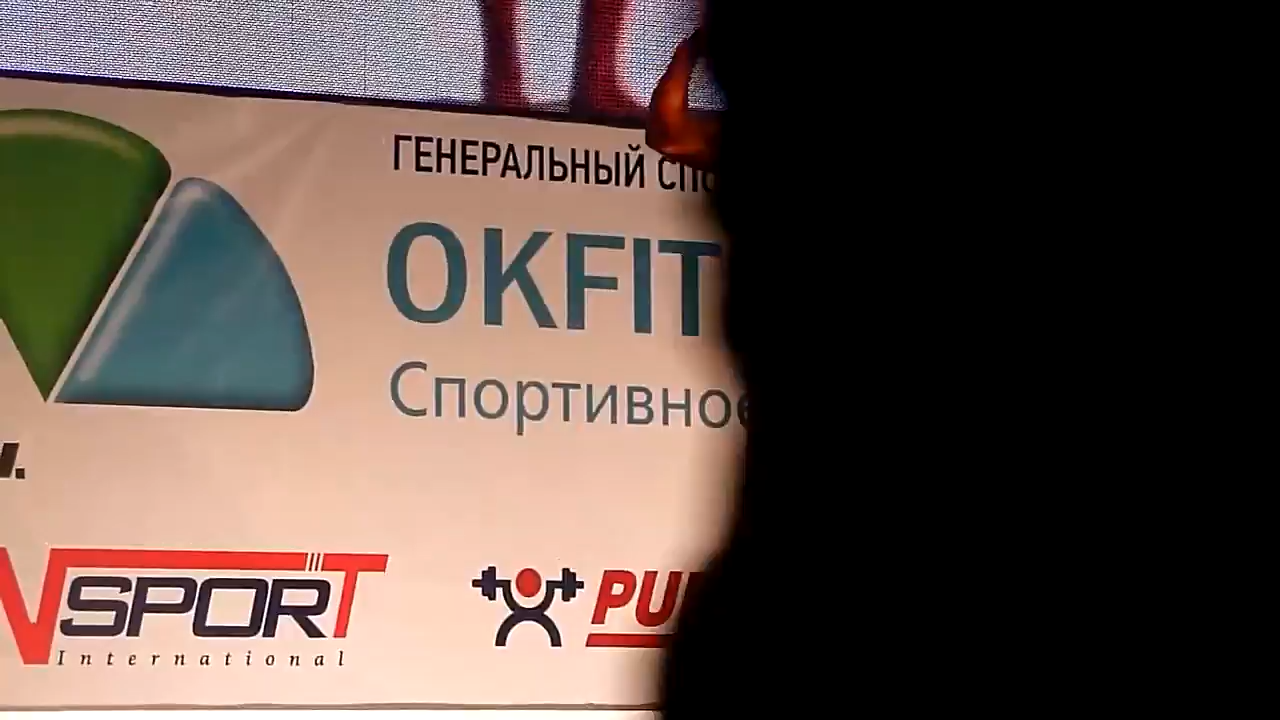 ГЕНЕРАЛЬНЫЙ
OKFIT
Спортивное
SPORT
International